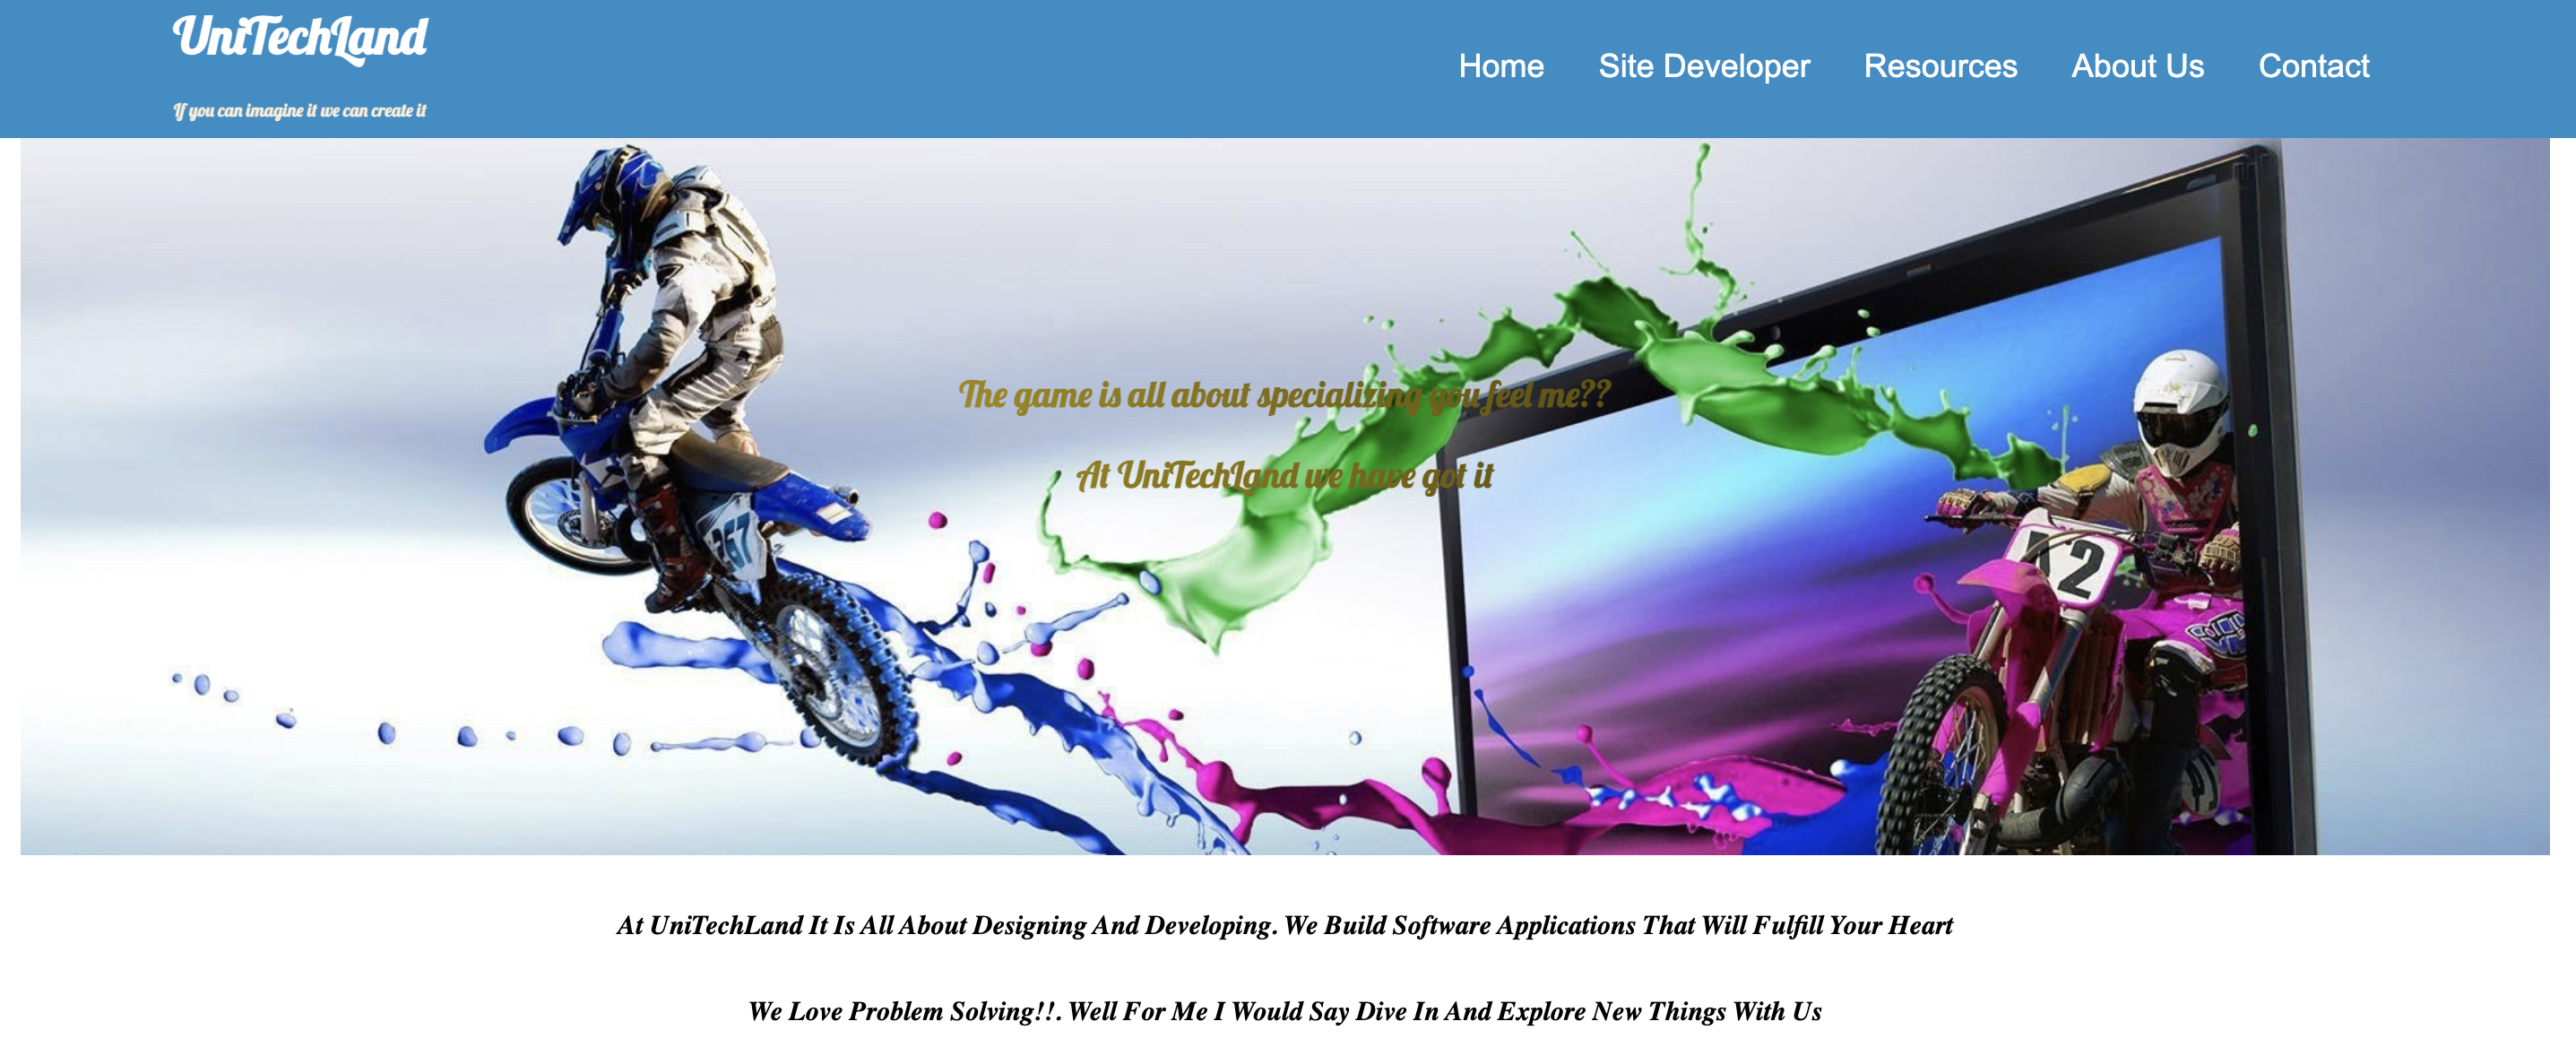 UniTechLand
If you can imagine it we can create it
Home Site Developer Resources About Us Contact
The game is all about specializing you feel me??
At UniTechLand we have got it
267
12
At UniTechLand It Is All About Designing And Developing. We Build Software Applications That Will Fulfill Your Heart
We Love Problem Solving!!. Well For Me I Would Say Dive In And Explore New Things With Us